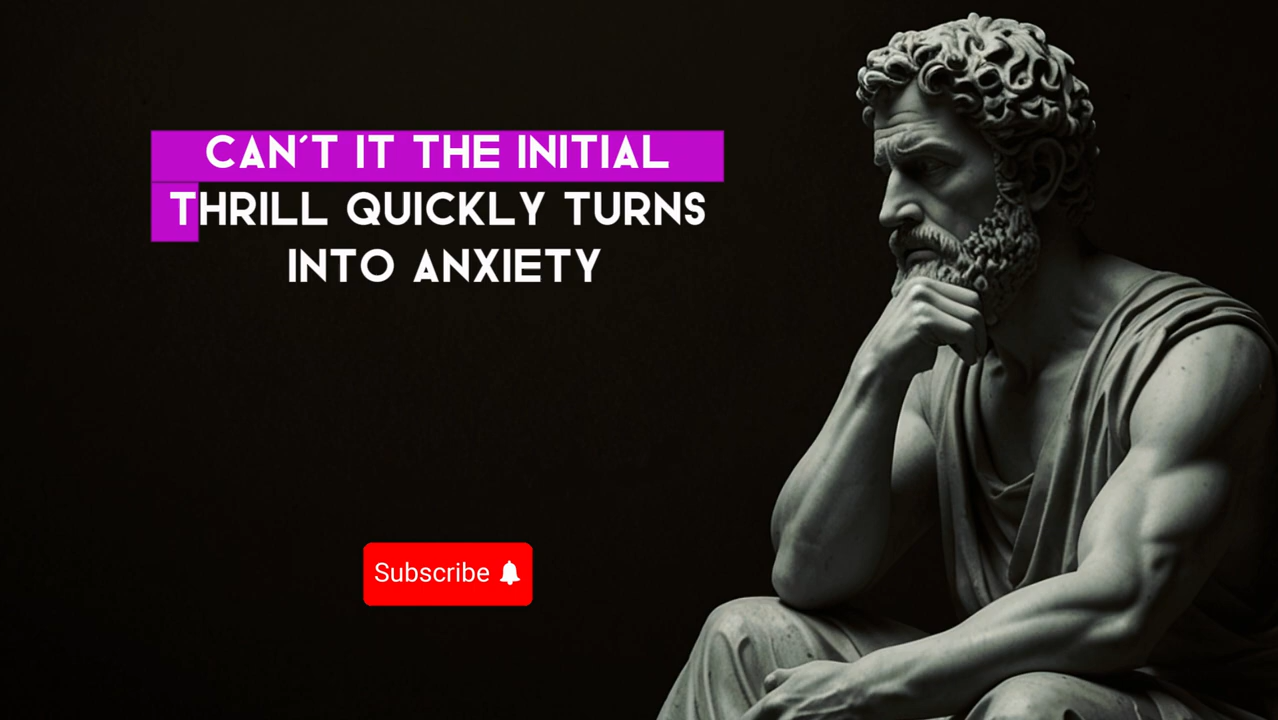 CAN'T IT THE INITIAL
THRILL QUICKLY TURNS
INTO ANXIETY
Subscribe